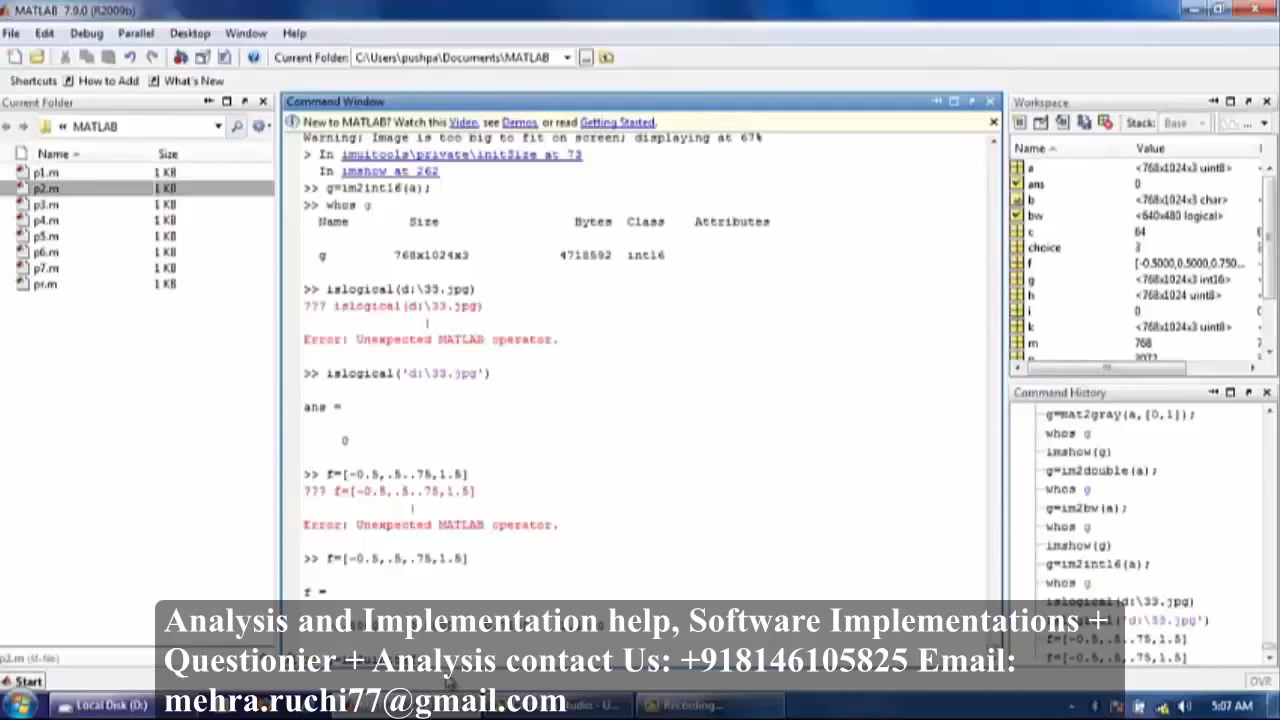 MATLAB 7.9.0 (R2009b)
File Edit Debug Parallel Desktop Window Help
Current Folder: C:\Users\pushpa\Documents\MATLAB
Shortcuts How to Add What's New
Current Folder
« MATLAB
Name Size
p1.m 1 KB
p2.m 1 KB
p3.m 1 KB
p4.m 1 KB
p5.m 1 KB
p6.m 1 KB
p7.m 1 KB
pr.m 1 KB
p2.m (M-file)
Command Window
New to MATLAB? Watch this Video, see Demos, or read Getting Started.
Warning: Image is too big to fit on screen; displaying at 67%
> In imuitools\private\initSize at 73
In imshow at 262
>> g=im2int16(a);
>> whos g
Name Size Bytes Class Attributes
g 768x1024x3 4718592 int16
>> islogical(d:\33.jpg)
??? islogical(d:\33.jpg)
|
Error: Unexpected MATLAB operator.
>> islogical('d:\33.jpg')
ans =
0
>> f=[-0.5,.5..75,1.5]
??? f=[-0.5,.5..75,1.5]
|
Error: Unexpected MATLAB operator.
>> f=[-0.5,.5,.75,1.5]
f =
Workspace
Stack: Base
Name Value
a <768x1024x3 uint8>
ans 0
b <768x1024x3 char>
bw <640x480 logical>
c 64
choice 3
f [-0.5000,0.5000,0.750...
g <768x1024x3 int16>
h <768x1024 uint8>
i 0
k <768x1024x3 uint8>
m 768
Command History
g=mat2gray(a,[0,1]);
whos g
imshow(g)
g=im2double(a);
whos g
g=im2bw(a);
whos g
imshow(g)
g=im2int16(a);
whos g
islogical(d:\33.jpg)
islogical('d:\33.jpg')
f=[-0.5,.5..75,1.5]
f=[-0.5,.5,.75,1.5]
Analysis and Implementation help, Software Implementations +
Questionier + Analysis contact Us: +918146105825 Email:
mehra.ruchi77@gmail.com
Start OVR
Local Disk (D:) Recording... 5:07 AM